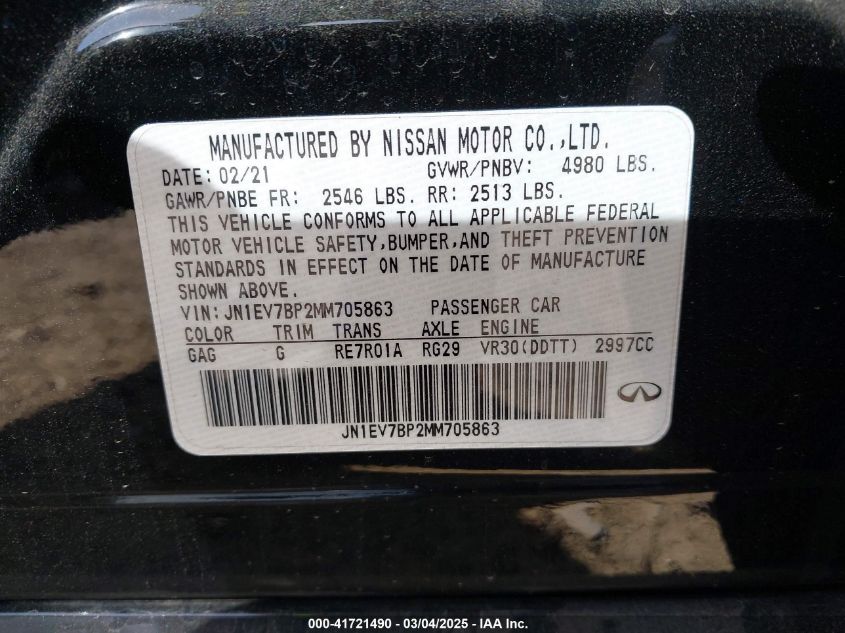 MANUFACTURED BY NISSAN MOTOR CO.,LTD.
DATE: 02/21 GVWR/PNBV: 4980 LBS.
GAWR/PNBE FR: 2546 LBS. RR: 2513 LBS.
THIS VEHICLE CONFORMS TO ALL APPLICABLE FEDERAL
MOTOR VEHICLE SAFETY,BUMPER,AND THEFT PREVENTION
STANDARDS IN EFFECT ON THE DATE OF MANUFACTURE
SHOWN ABOVE.
VIN:JN1EV7BP2MM705863 PASSENGER CAR
COLOR TRIM TRANS AXLE ENGINE
GAG G RE7R01A RG29 VR30(DDTT) 2997CC
JN1EV7BP2MM705863
000-41721490 - 03/04/2025 - VTA Inc.